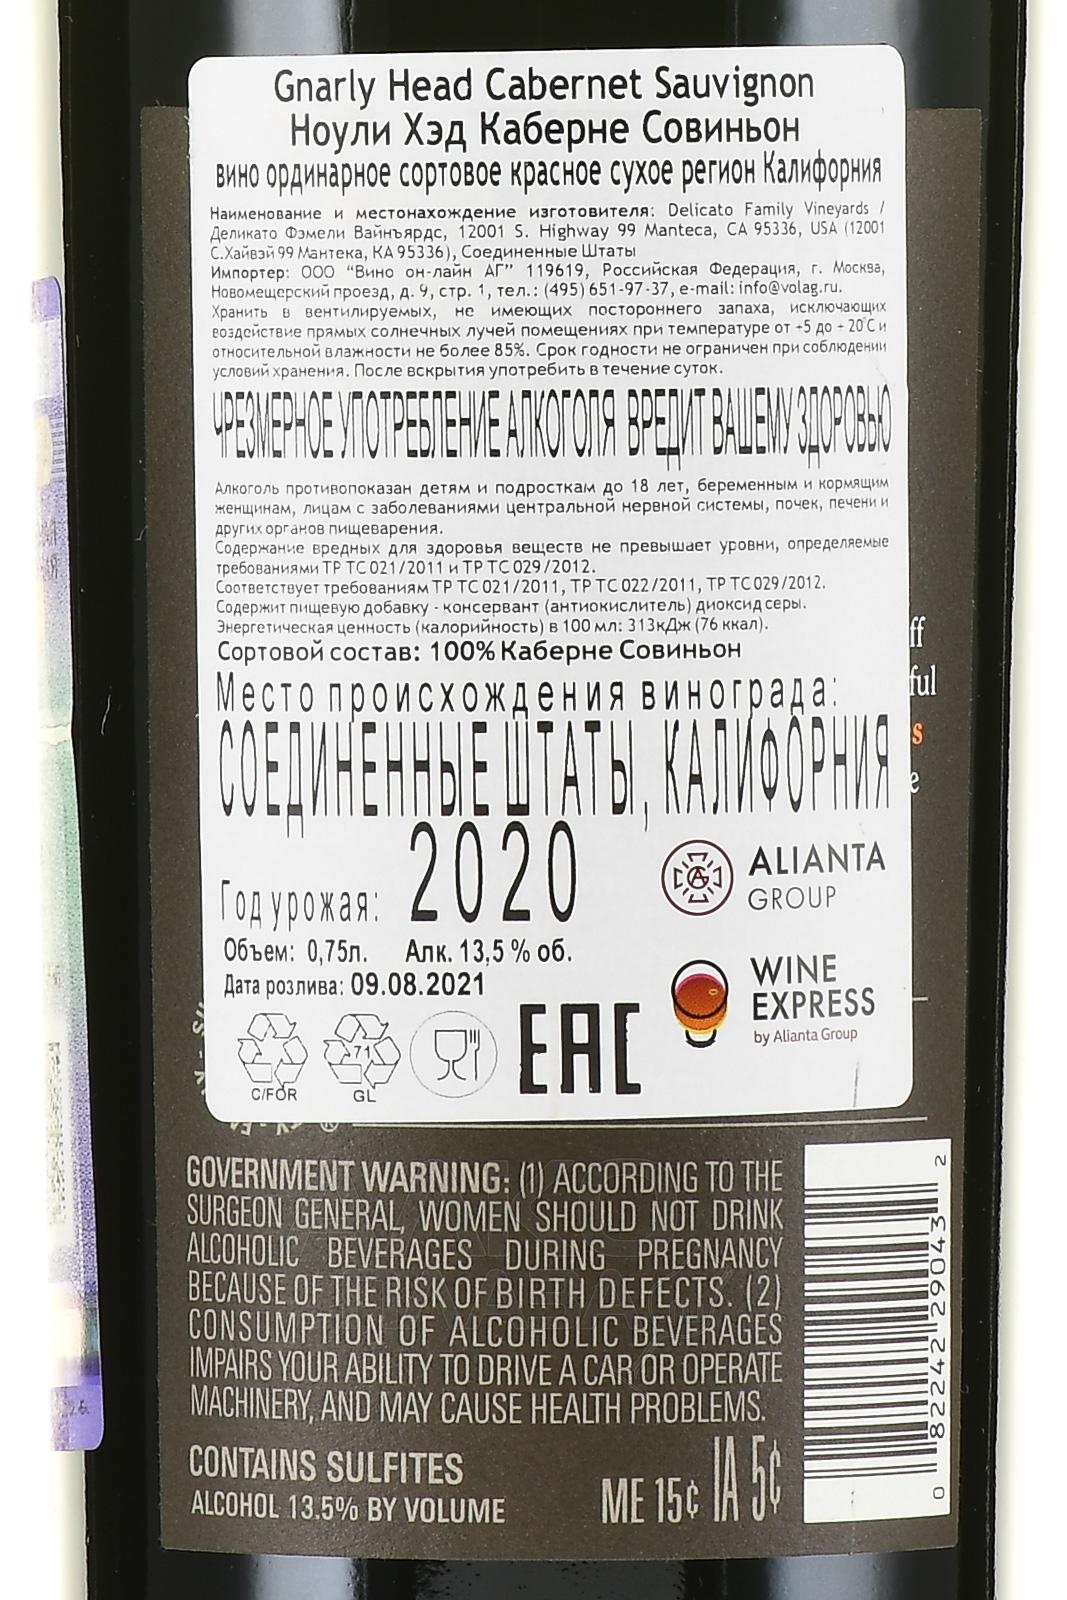 Gnarly Head Cabernet Sauvignon
Ноули Хэд Каберне Совиньон
вино ординарное сортовое красное сухое регион Калифорния
Наименование и местонахождение изготовителя: Delicato Family Vineyards /
Деликато Фэмели Вайнъярдс, 12001 S. Highway 99 Manteca, CA 95336, USA (12001
С.Хайвэй 99 Мантека, КА 95336), Соединенные Штаты
Импортер: ООО "Вино он-лайн АГ" 119619, Российская Федерация, г. Москва,
Новомещерский проезд, д. 9, стр. 1, тел.: (495) 651-97-37, e-mail: info@volag.ru.
Хранить в вентилируемых, не имеющих постороннего запаха, исключающих
воздействие прямых солнечных лучей помещениях при температуре от +5 до + 20°С и
относительной влажности не более 85%. Срок годности не ограничен при соблюдении
условий хранения. После вскрытия употребить в течение суток.
ЧРЕЗМЕРНОЕ УПОТРЕБЛЕНИЕ АЛКОГОЛЯ ВРЕДИТ ВАШЕМУ ЗДОРОВЬЮ
Алкоголь противопоказан детям и подросткам до 18 лет, беременным и кормящим
женщинам, лицам с заболеваниями центральной нервной системы, почек, печени и
других органов пищеварения.
Содержание вредных для здоровья веществ не превышает уровни, определяемые
требованиями ТР ТС 021/2011 и ТР ТС 029/2012.
Соответствует требованиям ТР ТС 021/2011, ТР ТС 022/2011, ТР ТС 029/2012.
Содержит пищевую добавку - консервант (антиокислитель) диоксид серы.
Энергетическая ценность (калорийность) в 100 мл: 313кДж (76 ккал).
Сортовой состав: 100% Каберне Совиньон
Место происхождения винограда:
СОЕДИНЕННЫЕ ШТАТЫ, КАЛИФОРНИЯ
Год урожая: 2020
ALIANTA
GROUP
Объем: 0,75л. Алк. 13,5 % об.
Дата розлива: 09.08.2021
WINE
EXPRESS
by Alianta Group
C/FOR
71
GL
EAC
ff
ful
s
e
GOVERNMENT WARNING: (1) ACCORDING TO THE
SURGEON GENERAL, WOMEN SHOULD NOT DRINK
ALCOHOLIC BEVERAGES DURING PREGNANCY
BECAUSE OF THE RISK OF BIRTH DEFECTS. (2)
CONSUMPTION OF ALCOHOLIC BEVERAGES
IMPAIRS YOUR ABILITY TO DRIVE A CAR OR OPERATE
MACHINERY, AND MAY CAUSE HEALTH PROBLEMS.
CONTAINS SULFITES
ALCOHOL 13.5% BY VOLUME
ME 15¢ IA 5¢
0 82242 29043 2